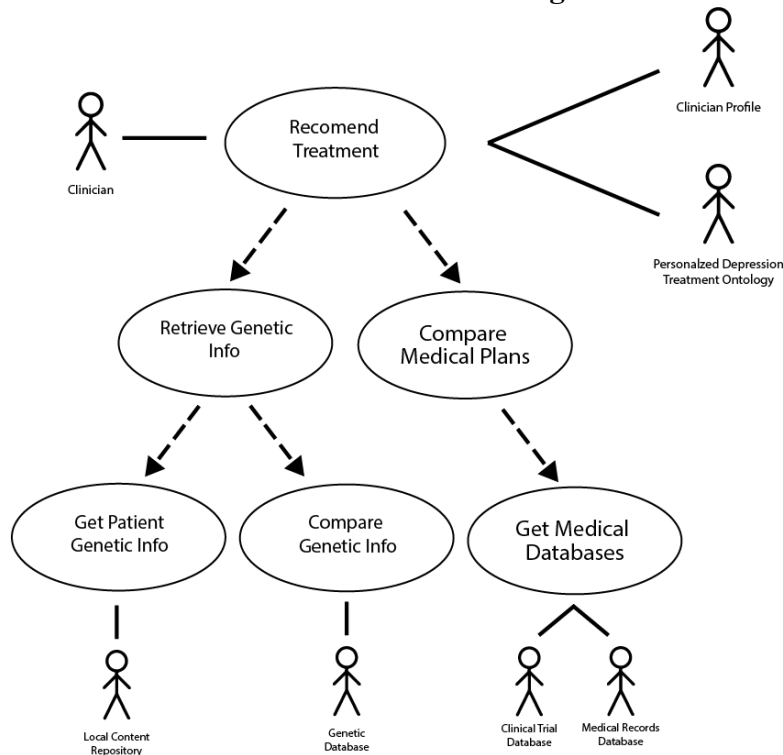 Clinician Profile
Recomend
Treatment
Clinician
Personalzed Depression
Treatment Ontology
Retrieve Genetic
Info
Compare
Medical Plans
Get Patient
Genetic Info
Compare
Genetic Info
Get Medical
Databases
Local Content
Repository
Genetic
Database
Clinical Trial
Database
Medical Records
Database